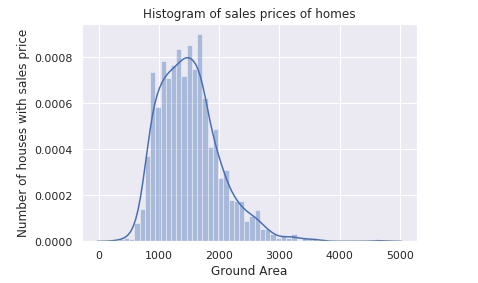 Histogram of sales prices of homes
Number of houses with sales price
0.0008
0.0006
0.0004
0.0002
0.0000
0 1000 2000 3000 4000 5000
Ground Area